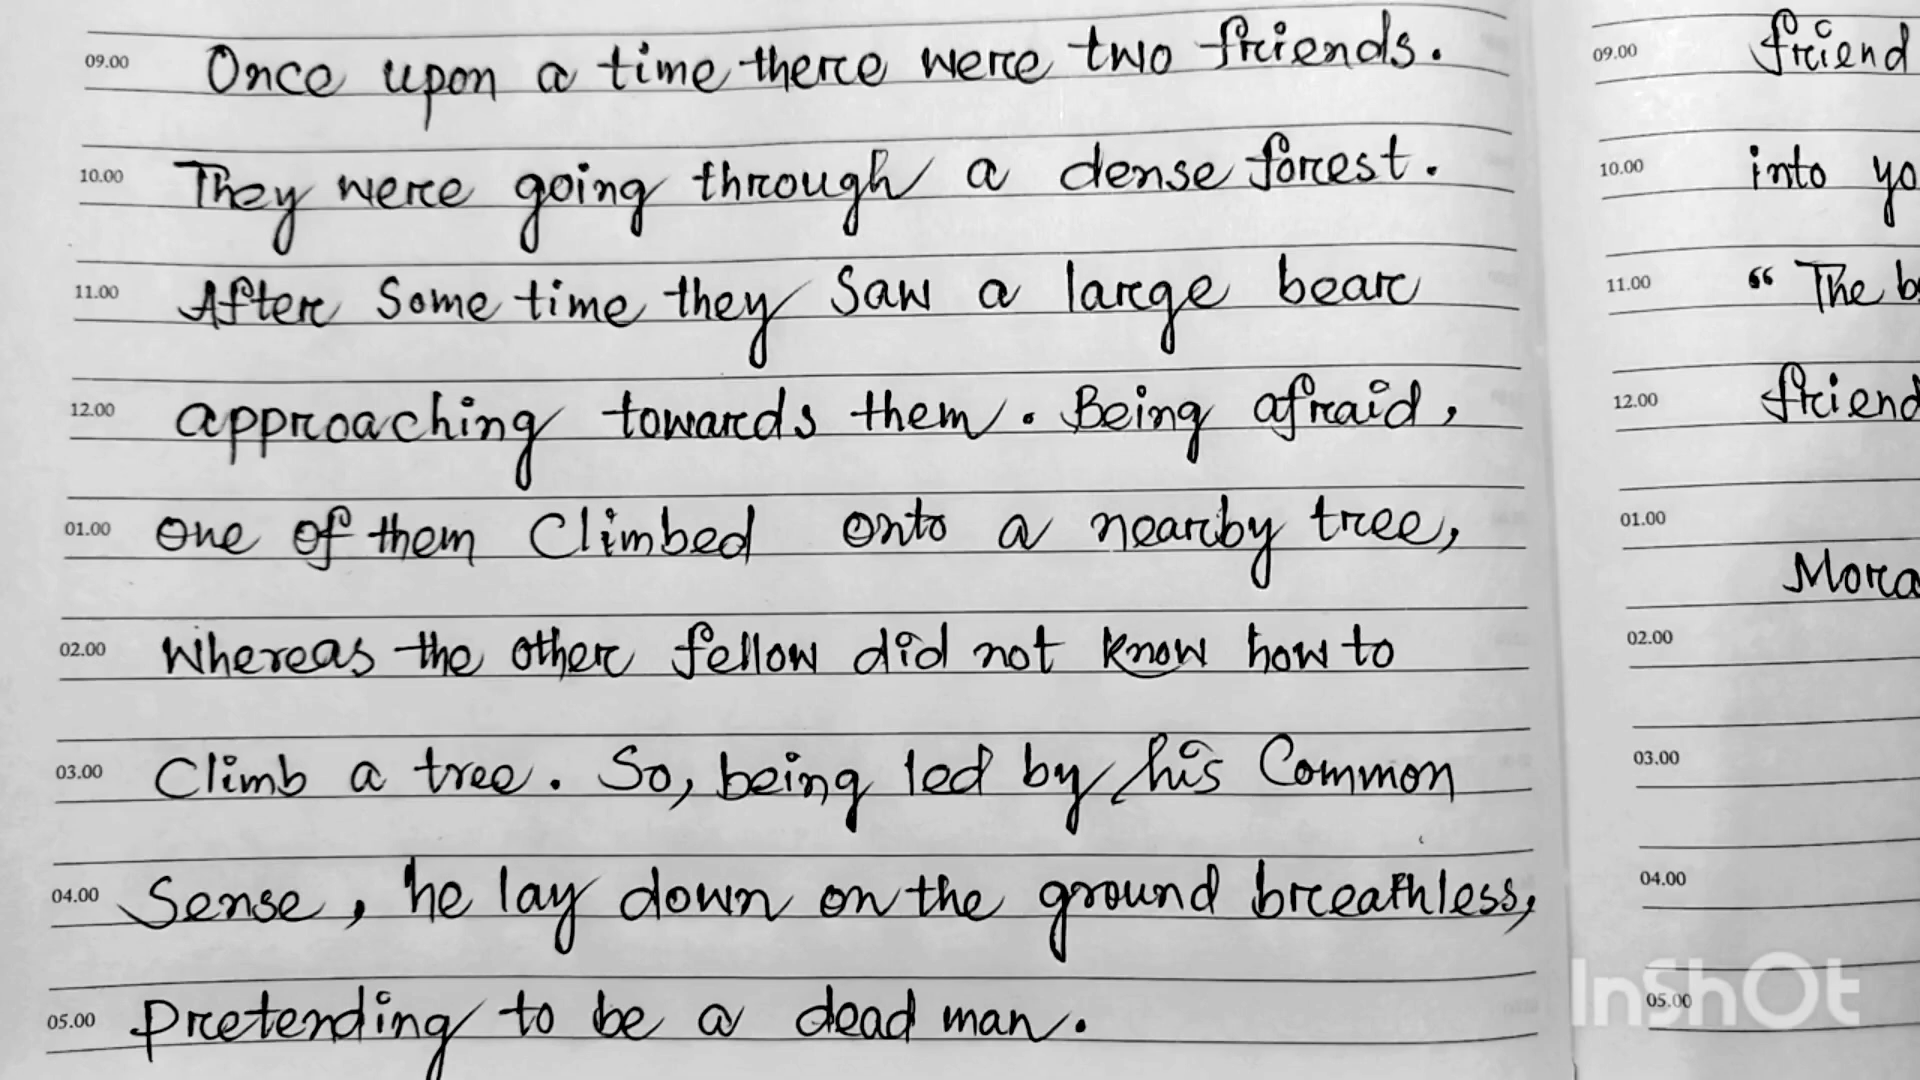 09.00 Once upon a time there were two friends.
10.00 They were going through a dense forest.
11.00 After Some time they Saw a large bear
12.00 approaching towards them. Being afraid,
01.00 one of them Climbed onto a nearby tree,
02.00 Whereas the other fellow did not know how to
03.00 Climb a tree. So, being led by his Common
04.00 Sense, he lay down on the ground breathless,
05.00 pretending to be a dead man.
09.00 friend
10.00 into
11.00 "The
12.00 friend
01.00
02.00
03.00
04.00
05.00
InShOt